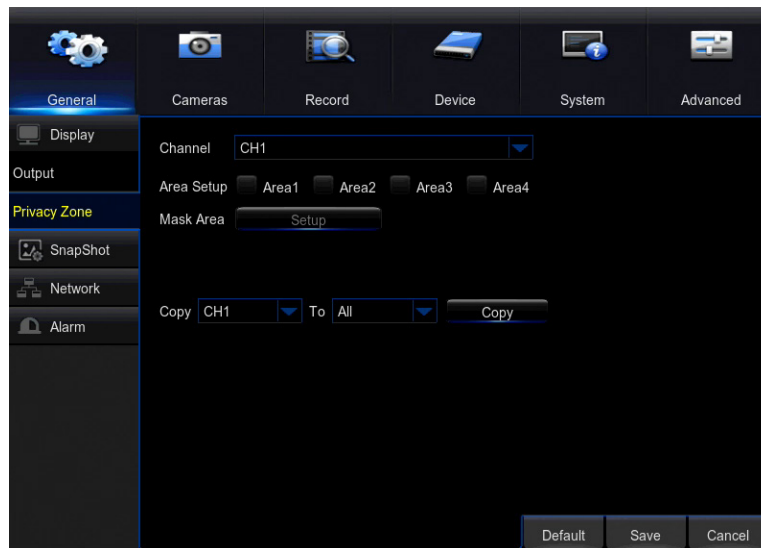 General Cameras Record Device System Advanced
Display
Output
Privacy Zone
SnapShot
Network
Alarm
Channel CH1
Area Setup Area1 Area2 Area3 Area4
Mask Area Setup
Copy CH1 To All Copy
Default Save Cancel